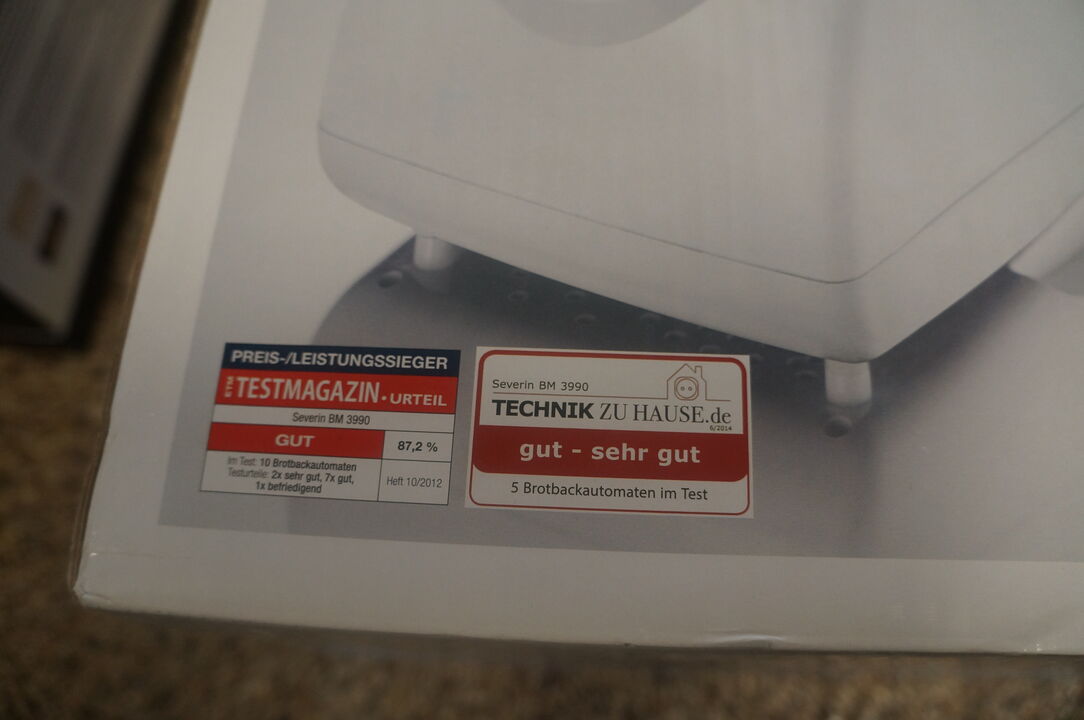 PREIS-/LEISTUNGSSIEGER
ETM TESTMAGAZIN · URTEIL
Severin BM 3990
GUT
87,2 %
Im Test: 10 Brotbackautomaten
Testurteile: 2x sehr gut, 7x gut,
1x befriedigend
Heft 10/2012
Severin BM 3990
TECHNIK ZU HAUSE.de
6/2014
gut - sehr gut
5 Brotbackautomaten im Test